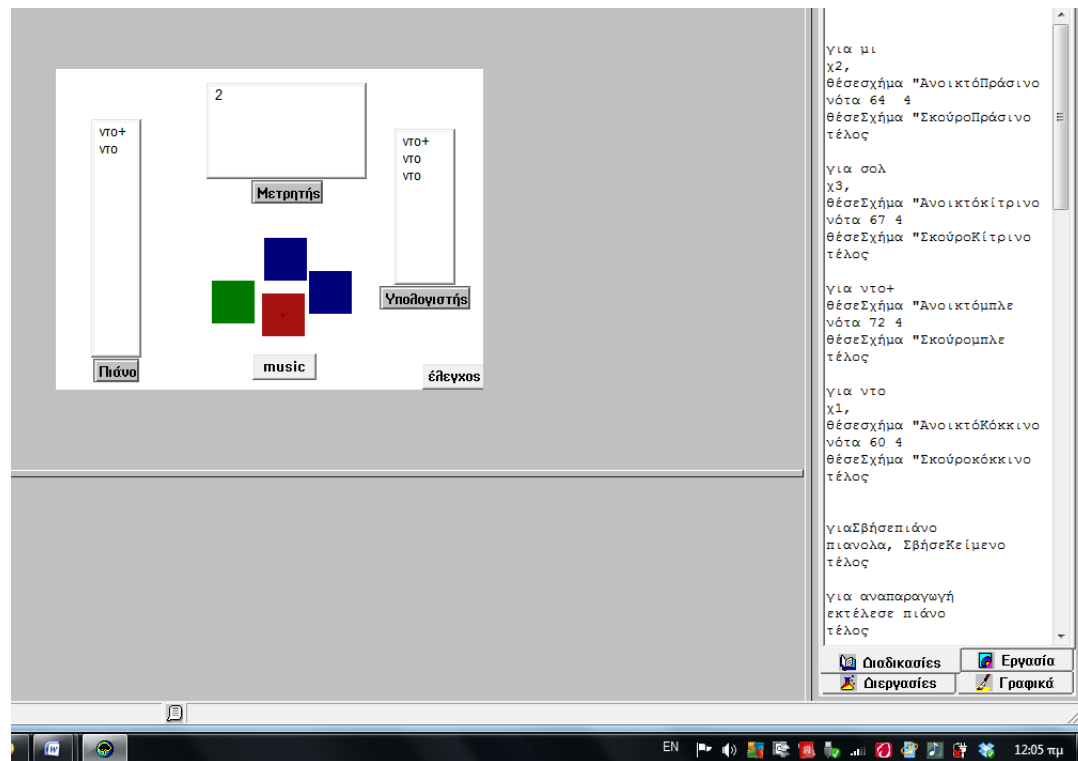 2
Μετρητής
ντο+
ντο
Πιάνο
ντο+
ντο
ντο
Υπολογιστής
music
έλεγχος
για μι
χ2,
θέσεσχήμα "ΑνοικτόΠράσινο
νότα 64 4
θέσεΣχήμα "ΣκούροΠράσινο
τέλος
για σολ
χ3,
θέσεΣχήμα "Ανοικτόκίτρινο
νότα 67 4
θέσεΣχήμα "ΣκούροΚίτρινο
τέλος
για ντο+
θέσεΣχήμα "Ανοικτόμπλε
νότα 72 4
θέσεΣχήμα "Σκούρομπλε
τέλος
για ντο
χ1,
θέσεσχήμα "ΑνοικτόΚόκκινο
νότα 60 4
θέσεΣχήμα "Σκούροκόκκινο
τέλος
γιαΣβήσεπιάνο
πιανολα, ΣβήσεΚείμενο
τέλος
για αναπαραγωγή
εκτέλεσε πιάνο
τέλος
Διαδικασίες
Εργασία
Διεργασίες
Γραφικά
EN
12:05 πμ